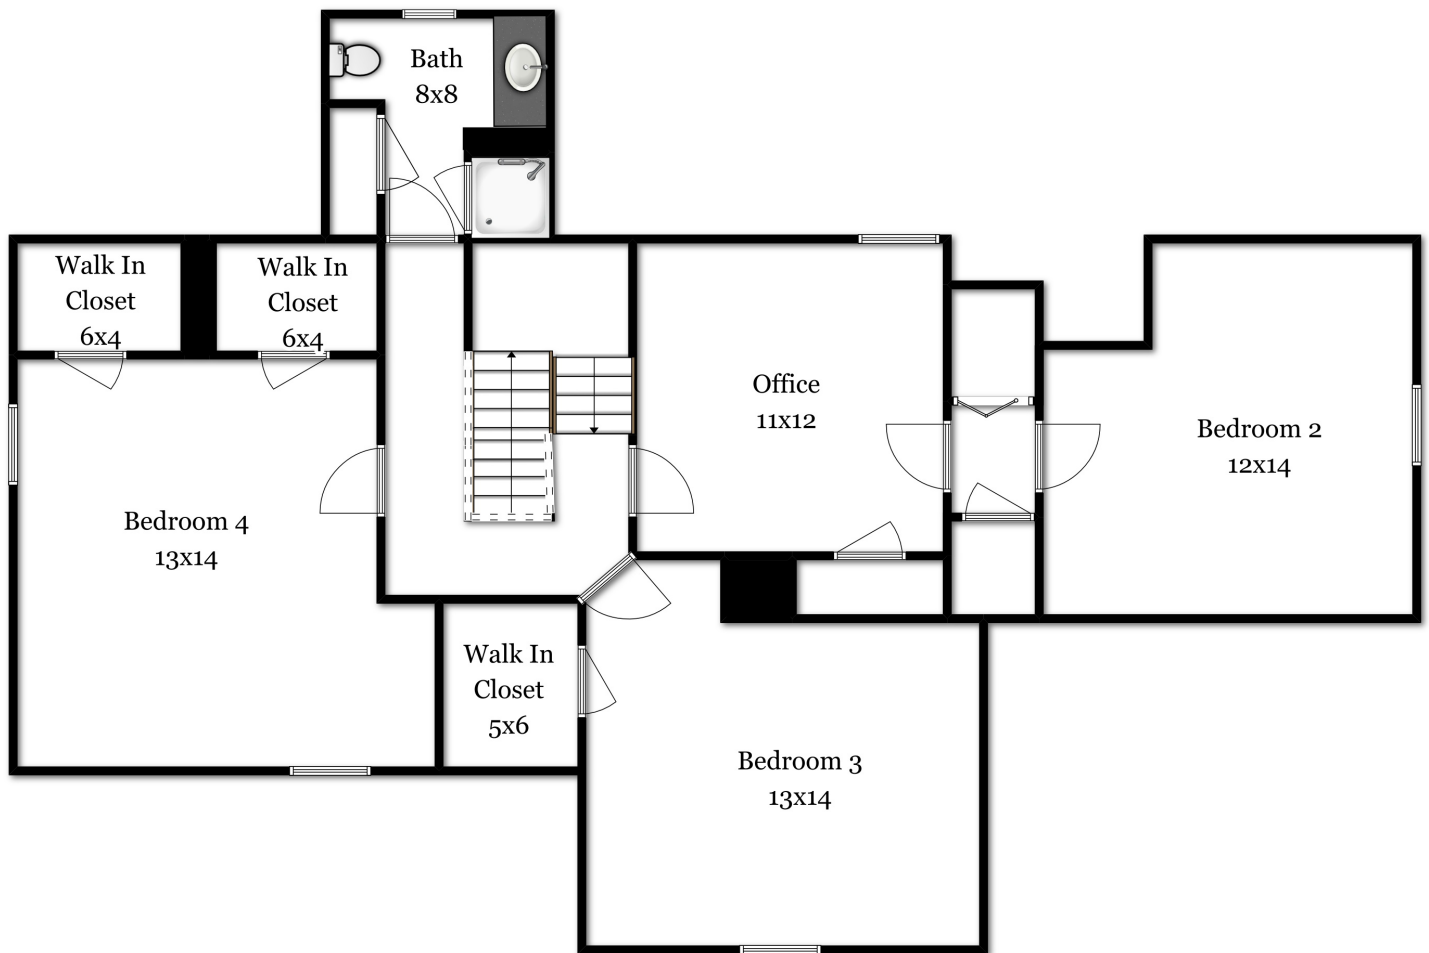 Bath
8x8
Walk In
Closet
6x4
Walk In
Closet
6x4
Office
11x12
Bedroom 2
12x14
Bedroom 4
13x14
Walk In
Closet
5x6
Bedroom 3
13x14